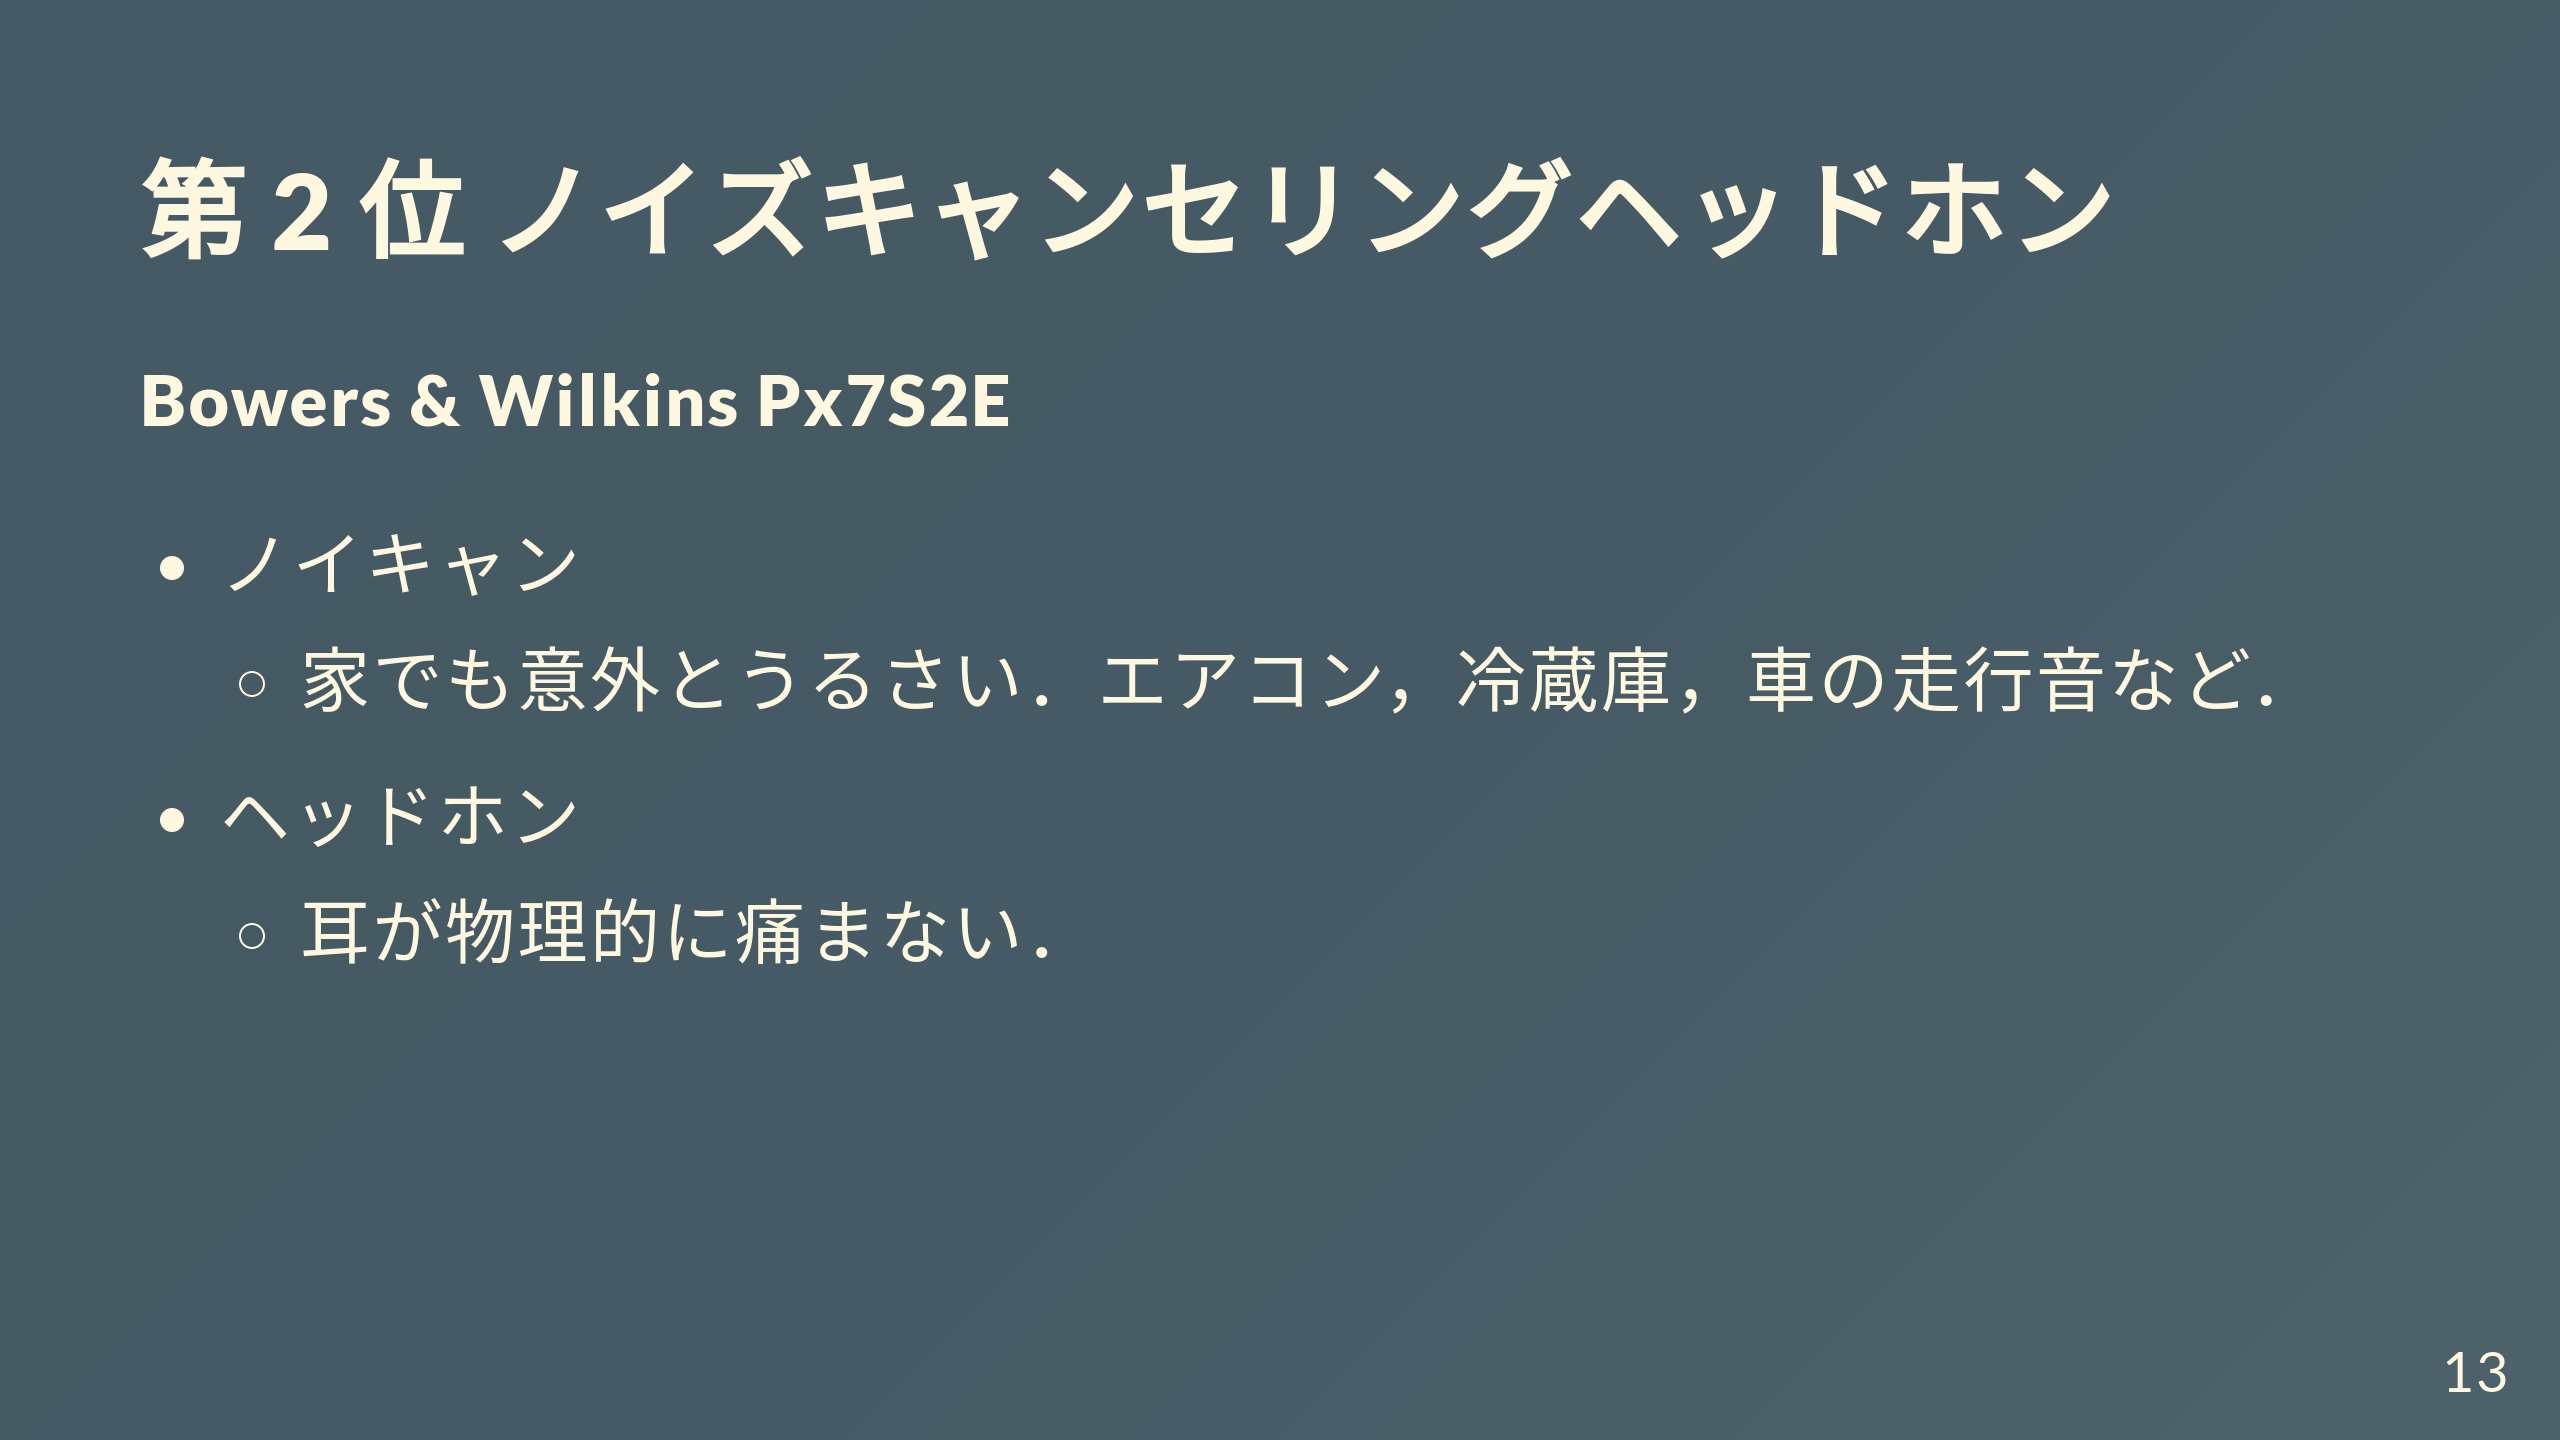 第 2 位 ノイズキャンセリングヘッドホン
Bowers & Wilkins Px7S2E
• ノイキャン
○ 家でも意外とうるさい．エアコン，冷蔵庫，車の走行音など．
• ヘッドホン
○ 耳が物理的に痛まない．
13